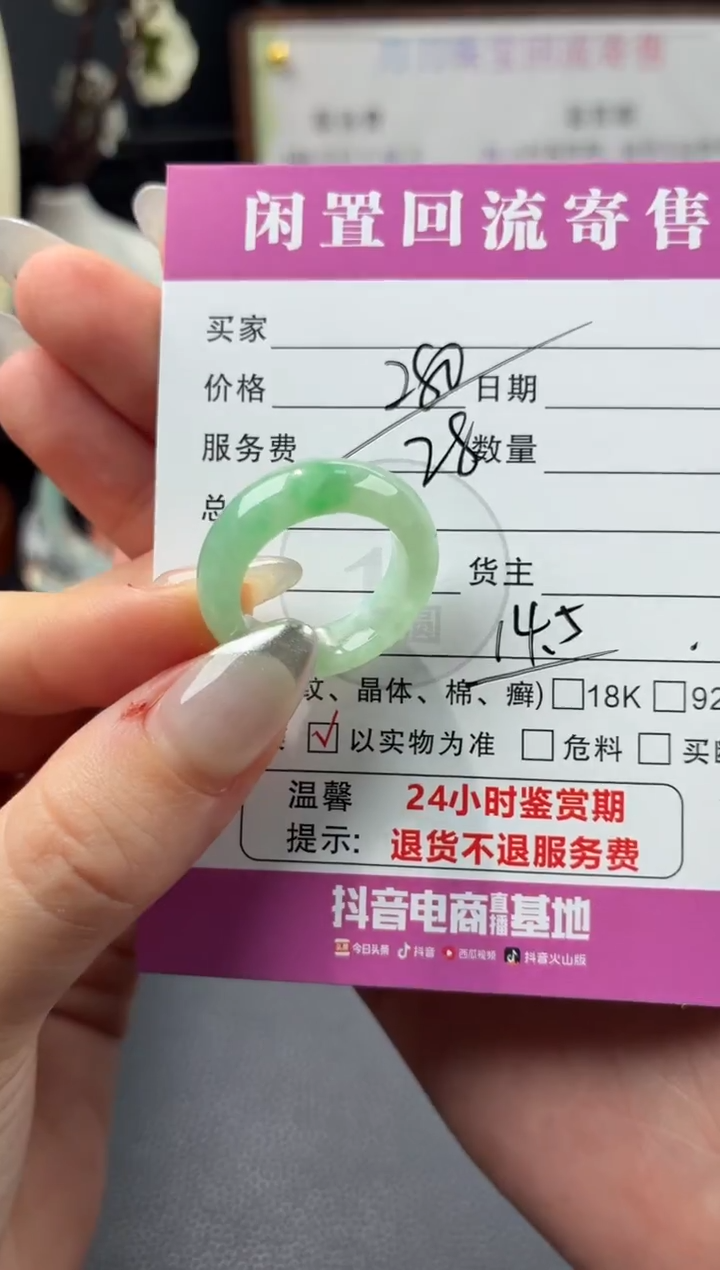 闲置回流寄售
买家
价格 280 日期
服务费 28 数量
总
货主
14.5
纹、晶体、棉、癣) 18K 92
以实物为准 危料 买断
温馨 24小时鉴赏期
提示: 退货不退服务费
抖音电商直播基地
今日头条 抖音 西瓜视频 抖音火山版